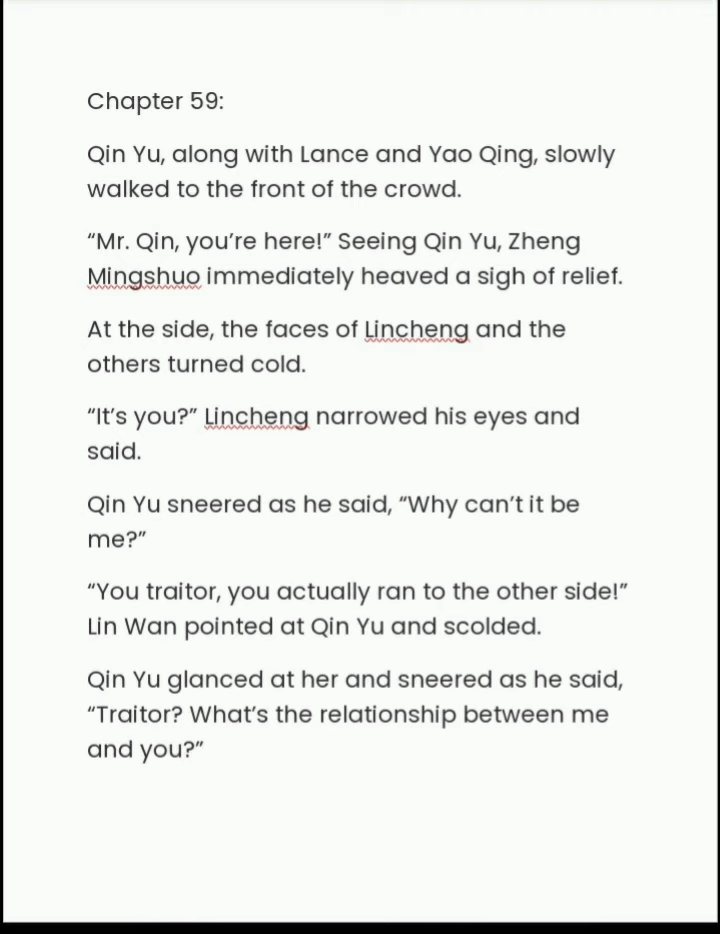 Chapter 59:
Qin Yu, along with Lance and Yao Qing, slowly
walked to the front of the crowd.
“Mr. Qin, you’re here!” Seeing Qin Yu, Zheng
Mingshuo immediately heaved a sigh of relief.
At the side, the faces of Lincheng and the
others turned cold.
“It’s you?” Lincheng narrowed his eyes and
said.
Qin Yu sneered as he said, “Why can’t it be
me?”
“You traitor, you actually ran to the other side!”
Lin Wan pointed at Qin Yu and scolded.
Qin Yu glanced at her and sneered as he said,
“Traitor? What’s the relationship between me
and you?”